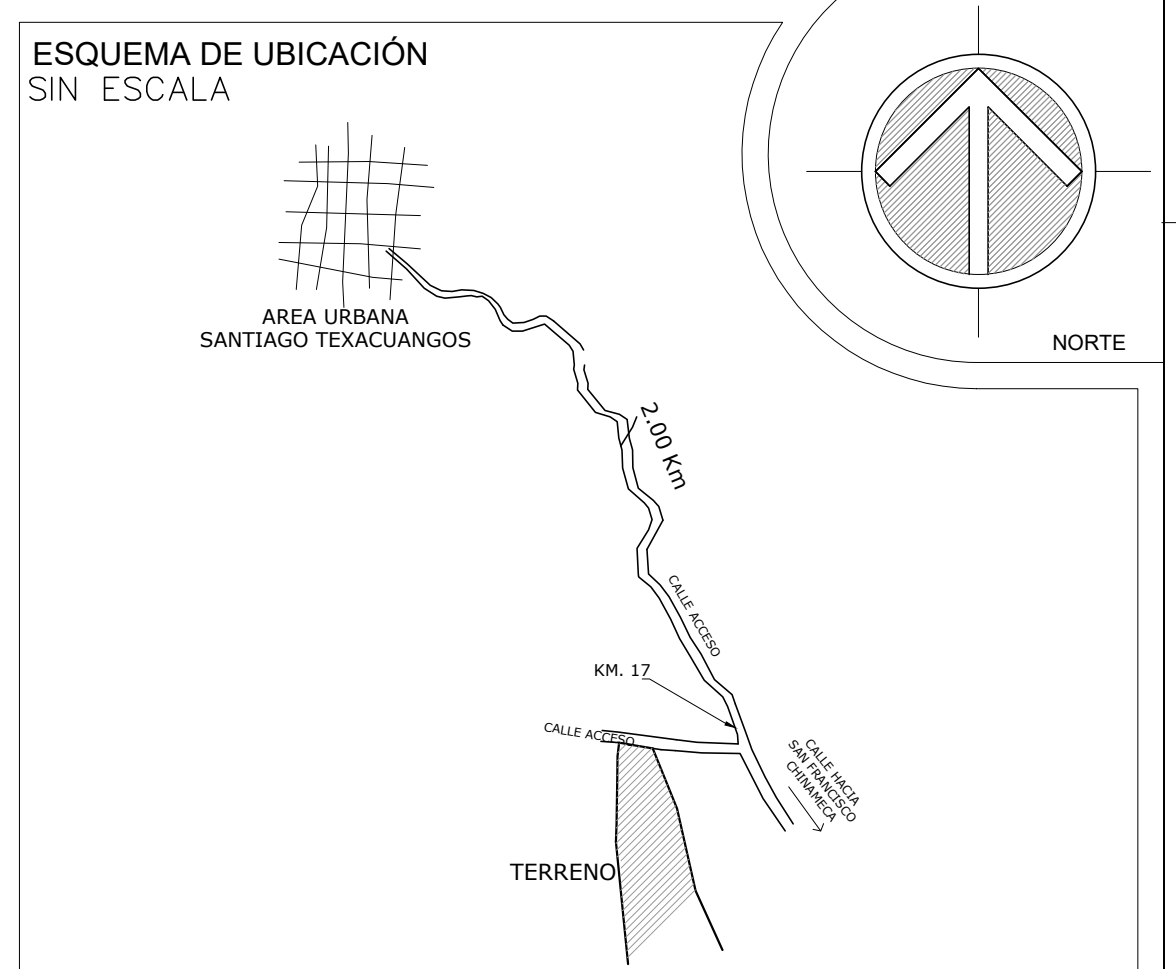 ESQUEMA DE UBICACIÓN
SIN ESCALA
NORTE
AREA URBANA
SANTIAGO TEXACUANGOS
2.00 Km
CALLE ACCESO
KM. 17
CALLE ACCESO
CALLE HACIA
SAN FRANCISCO
CHINAMECA
TERRENO